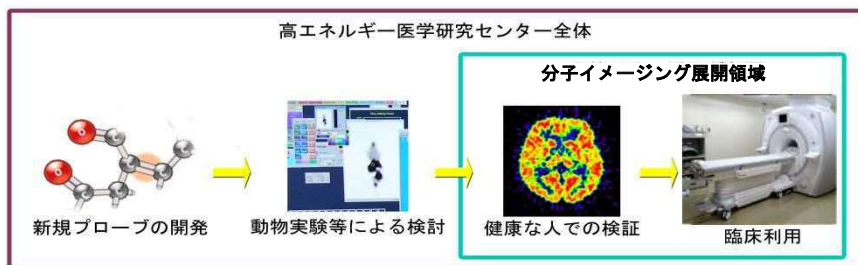 高エネルギー医学研究センター全体
分子イメージング展開領域
新規プローブの開発
動物実験等による検討
健康な人での検証
臨床利用